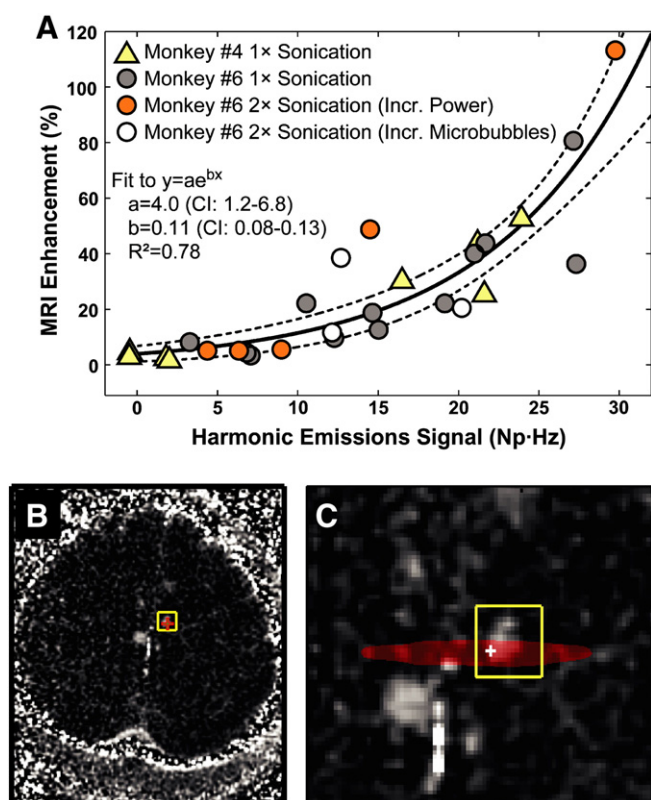 A
120
100
80
60
40
20
0
MRI Enhancement (%)
Monkey #4 1× Sonication
Monkey #6 1× Sonication
Monkey #6 2× Sonication (Incr. Power)
Monkey #6 2× Sonication (Incr. Microbubbles)
Fit to y=ae^bx
a=4.0 (CI: 1.2-6.8)
b=0.11 (CI: 0.08-0.13)
R²=0.78
0 5 10 15 20 25 30
Harmonic Emissions Signal (Np·Hz)
B
C